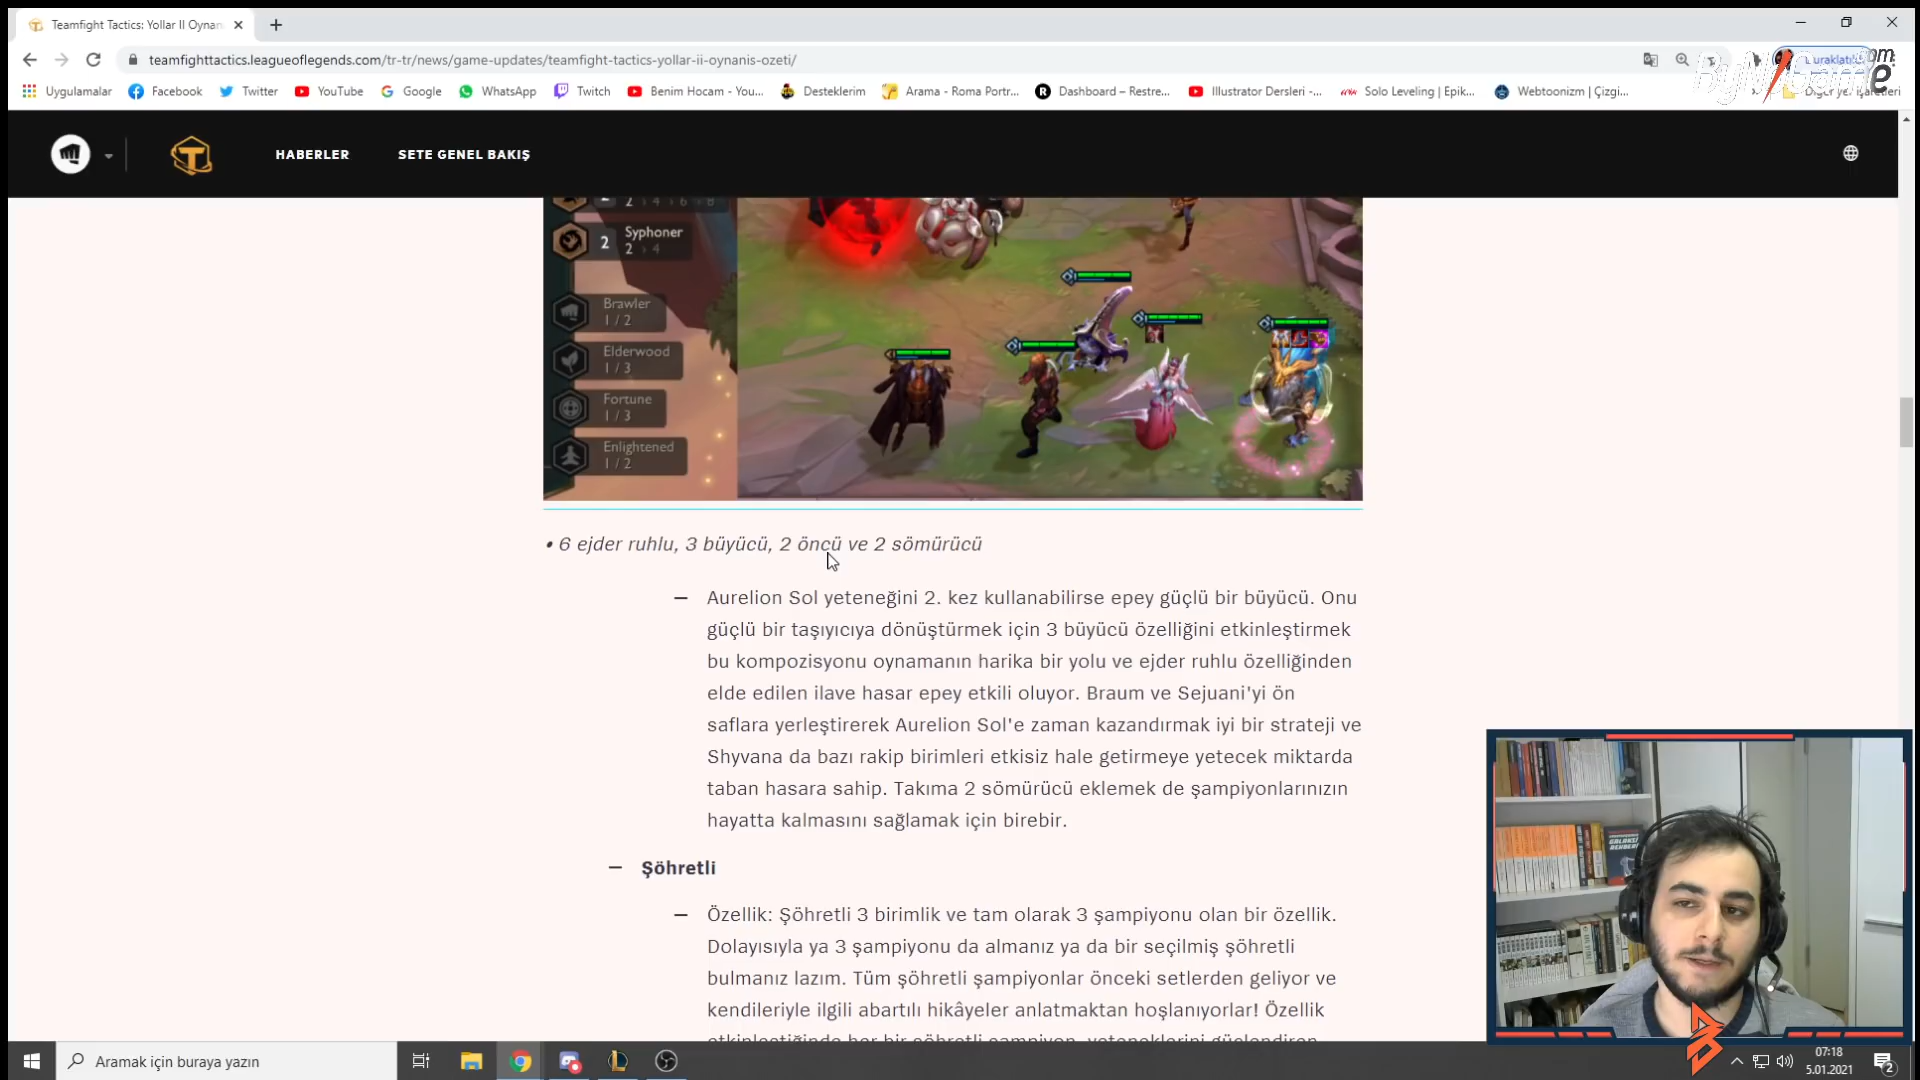 Teamfight Tactics: Yollar II Oynan
teamfighttactics.leagueoflegends.com/tr-tr/news/game-updates/teamfight-tactics-yollar-ii-oynanis-ozeti/
Uygulamalar Facebook Twitter YouTube Google WhatsApp Twitch Benim Hocam - You... Desteklerim Arama - Roma Portr... Dashboard – Restre... Illustrator Dersleri -... Solo Leveling | Epik... Webtoonizm | Çizgi...
HABERLER SETE GENEL BAKIŞ
2 › 4 › 6 › 8
2 Syphoner
2 › 4
Brawler
1 / 2
Elderwood
1 / 3
Fortune
1 / 3
Enlightened
1 / 2
• 6 ejder ruhlu, 3 büyücü, 2 öncü ve 2 sömürücü
— Aurelion Sol yeteneğini 2. kez kullanabilirse epey güçlü bir büyücü. Onu
güçlü bir taşıyıcıya dönüştürmek için 3 büyücü özelliğini etkinleştirmek
bu kompozisyonu oynamanın harika bir yolu ve ejder ruhlu özelliğinden
elde edilen ilave hasar epey etkili oluyor. Braum ve Sejuani'yi ön
saflara yerleştirerek Aurelion Sol'e zaman kazandırmak iyi bir strateji ve
Shyvana da bazı rakip birimleri etkisiz hale getirmeye yetecek miktarda
taban hasara sahip. Takıma 2 sömürücü eklemek de şampiyonlarınızın
hayatta kalmasını sağlamak için birebir.
— Şöhretli
— Özellik: Şöhretli 3 birimlik ve tam olarak 3 şampiyonu olan bir özellik.
Dolayısıyla ya 3 şampiyonu da almanız ya da bir seçilmiş şöhretli
bulmanız lazım. Tüm şöhretli şampiyonlar önceki setlerden geliyor ve
kendileriyle ilgili abartılı hikâyeler anlatmaktan hoşlanıyorlar! Özellik
Aramak için buraya yazın
07:18
5.01.2021
2